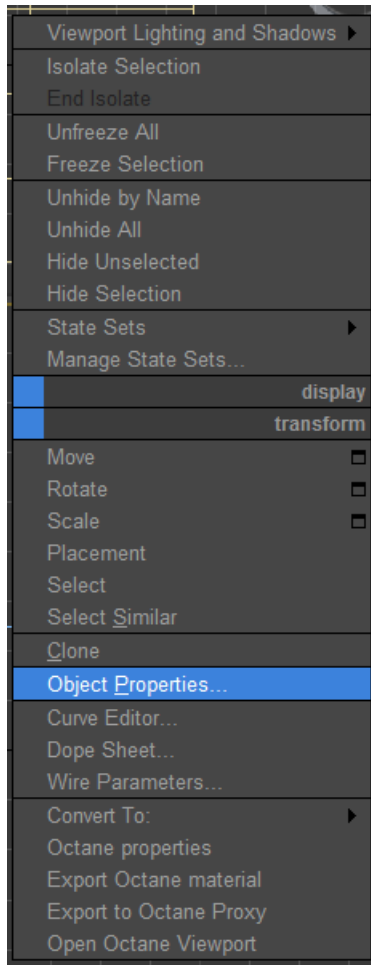 Viewport Lighting and Shadows
Isolate Selection
End Isolate
Unfreeze All
Freeze Selection
Unhide by Name
Unhide All
Hide Unselected
Hide Selection
State Sets
Manage State Sets...
display
transform
Move
Rotate
Scale
Placement
Select
Select Similar
Clone
Object Properties...
Curve Editor...
Dope Sheet...
Wire Parameters...
Convert To:
Octane properties
Export Octane material
Export to Octane Proxy
Open Octane Viewport